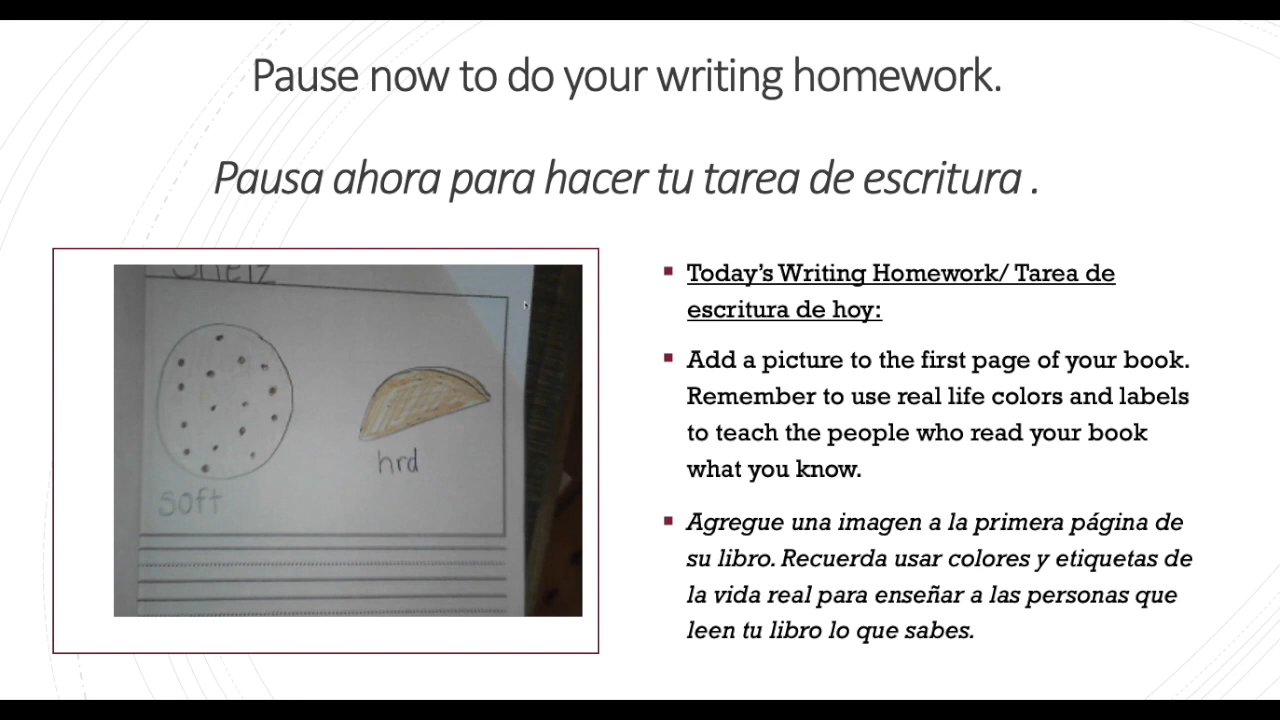 Pause now to do your writing homework.
Pausa ahora para hacer tu tarea de escritura .
Shelz
soft
hrd
Today's Writing Homework/ Tarea de
escritura de hoy:
Add a picture to the first page of your book.
Remember to use real life colors and labels
to teach the people who read your book
what you know.
Agregue una imagen a la primera página de
su libro. Recuerda usar colores y etiquetas de
la vida real para enseñar a las personas que
leen tu libro lo que sabes.